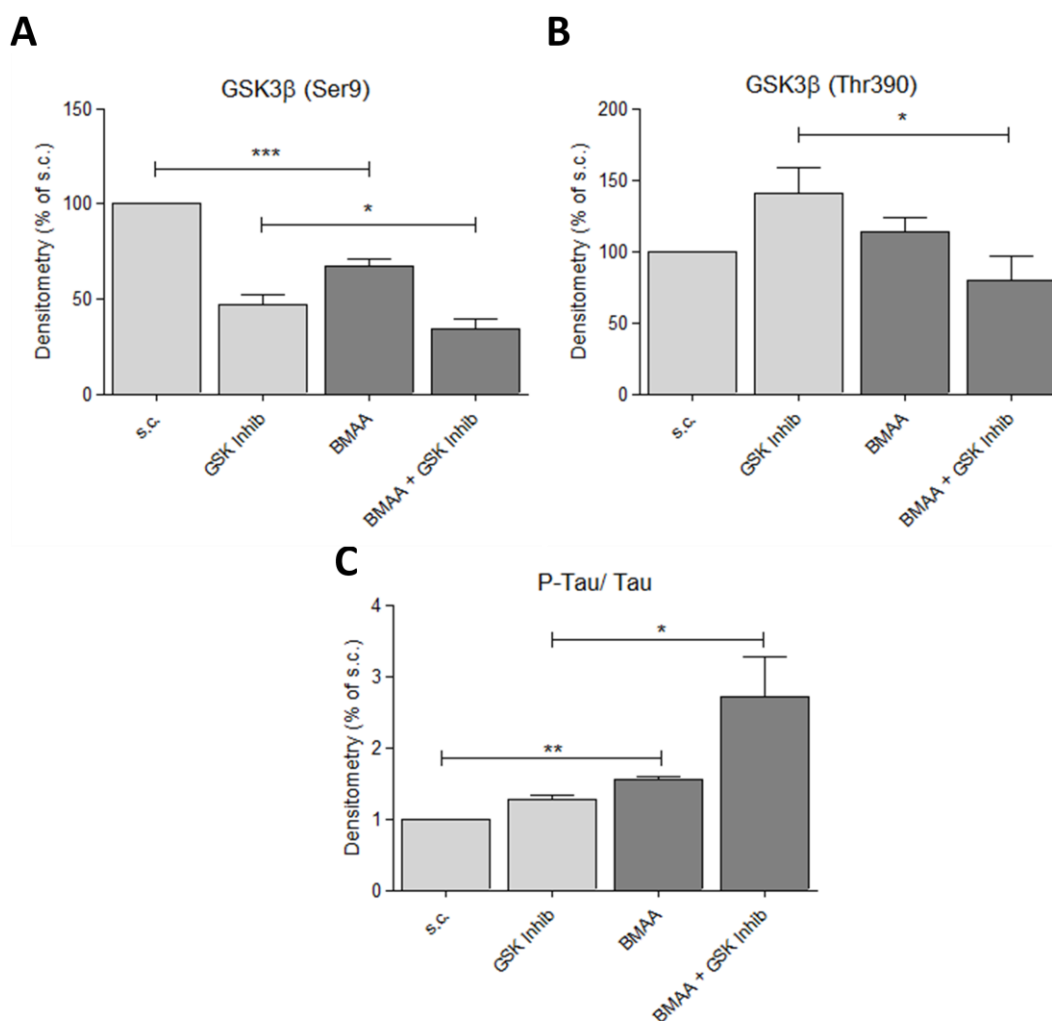 A
GSK3β (Ser9)
Densitometry (% of s.c.)
150
100
50
0
***
*
s.c.
GSK Inhib
BMAA
BMAA + GSK Inhib
B
GSK3β (Thr390)
Densitometry (% of s.c.)
200
150
100
50
0
*
s.c.
GSK Inhib
BMAA
BMAA + GSK Inhib
C
P-Tau/ Tau
Densitometry (% of s.c.)
4
3
2
1
0
*
**
s.c.
GSK Inhib
BMAA
BMAA + GSK Inhib